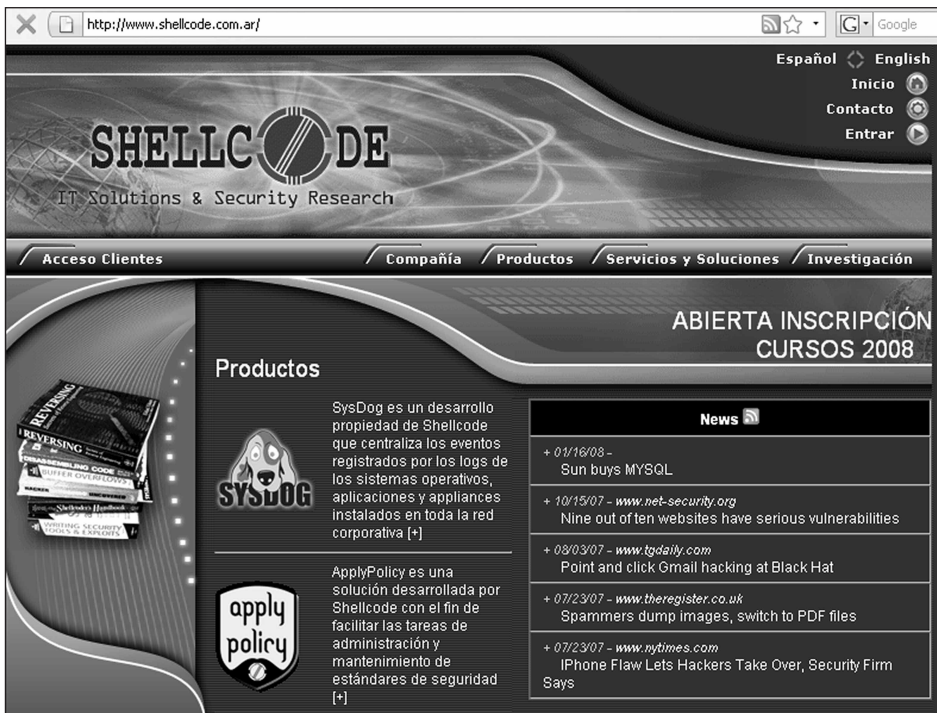 http://www.shellcode.com.ar/
G
Google
Español English
Inicio
Contacto
Entrar
SHELLCODE
IT Solutions & Security Research
Acceso Clientes
Compañía
Productos
Servicios y Soluciones
Investigación
ABIERTA INSCRIPCIÓN
CURSOS 2008
REVERSING
REVERSING
DISASSEMBLING CODE
BUFFER OVERFLOWS
HACKER UNCOVERED
Shellcoder's Handbook
WRITING SECURITY
TOOLS & EXPLOITS
Productos
SYSDOG
SysDog es un desarrollo
propiedad de Shellcode
que centraliza los eventos
registrados por los logs de
los sistemas operativos,
aplicaciones y appliances
instalados en toda la red
corporativa [+]
apply
policy
ApplyPolicy es una
solución desarrollada por
Shellcode con el fin de
facilitar las tareas de
administración y
mantenimiento de
estándares de seguridad
[+]
News
+ 01/16/08 –
Sun buys MYSQL
+ 10/15/07 – www.net-security.org
Nine out of ten websites have serious vulnerabilities
+ 08/03/07 – www.tgdaily.com
Point and click Gmail hacking at Black Hat
+ 07/23/07 – www.theregister.co.uk
Spammers dump images, switch to PDF files
+ 07/23/07 – www.nytimes.com
IPhone Flaw Lets Hackers Take Over, Security Firm
Says